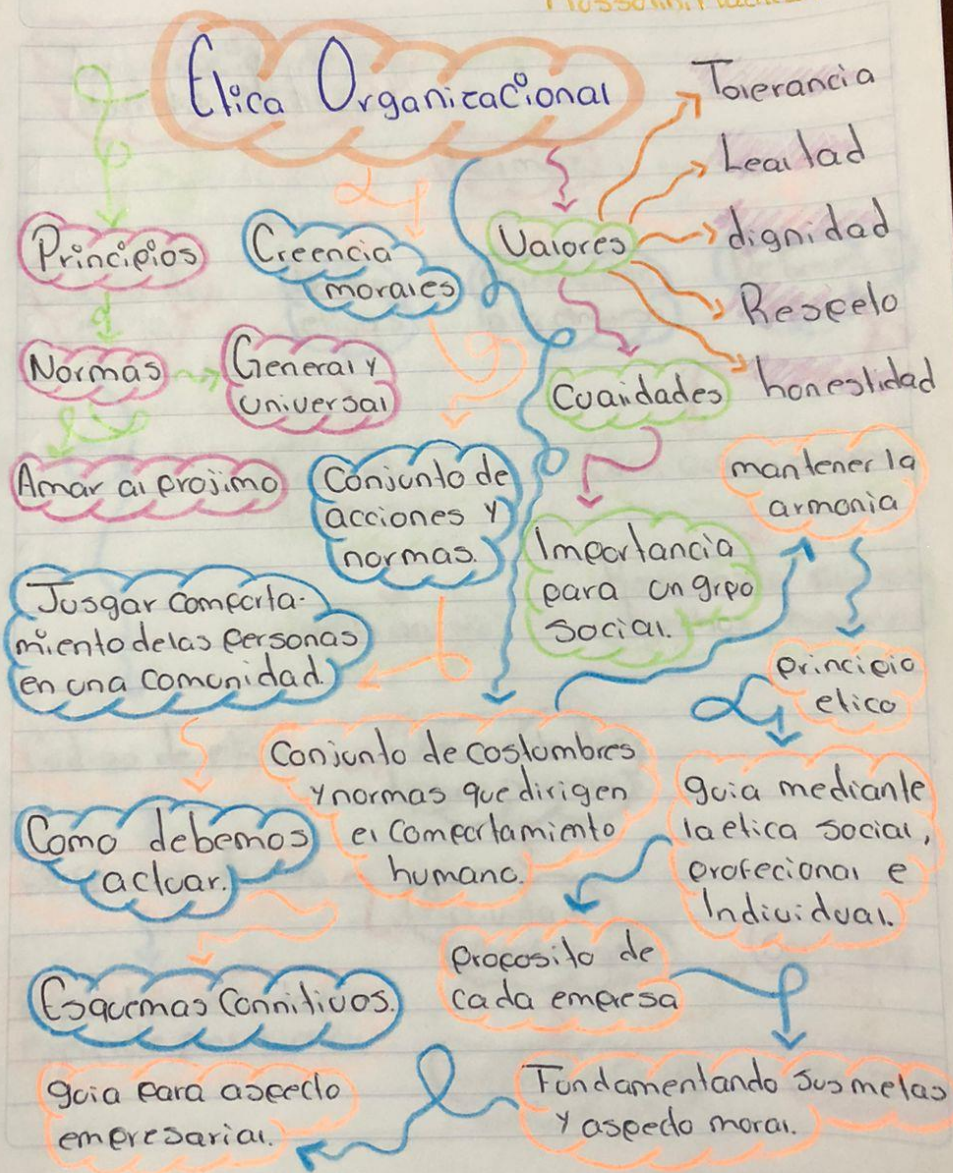 Etica Organizacional
Tolerancia
Lealtad
dignidad
Respeto
honestidad
Principios
Creencia
morales
Valores
Normas
General y
universal
Cualidades
Amar al projimo
Conjunto de
acciones y
normas.
mantener la
armonia
Importancia
para un grpo
social.
Jusgar comporta-
miento de las personas
en una comunidad.
principio
etico
Conjunto de costumbres
y normas que dirigen
el comportamiento
humano.
guia mediante
la etica social,
profecional e
Individual.
Como debemos
actuar.
proposito de
cada empresa
Esquemas Connitivos.
Fundamentando sus metas
y aspecto moral.
guia para aspecto
empresarial.